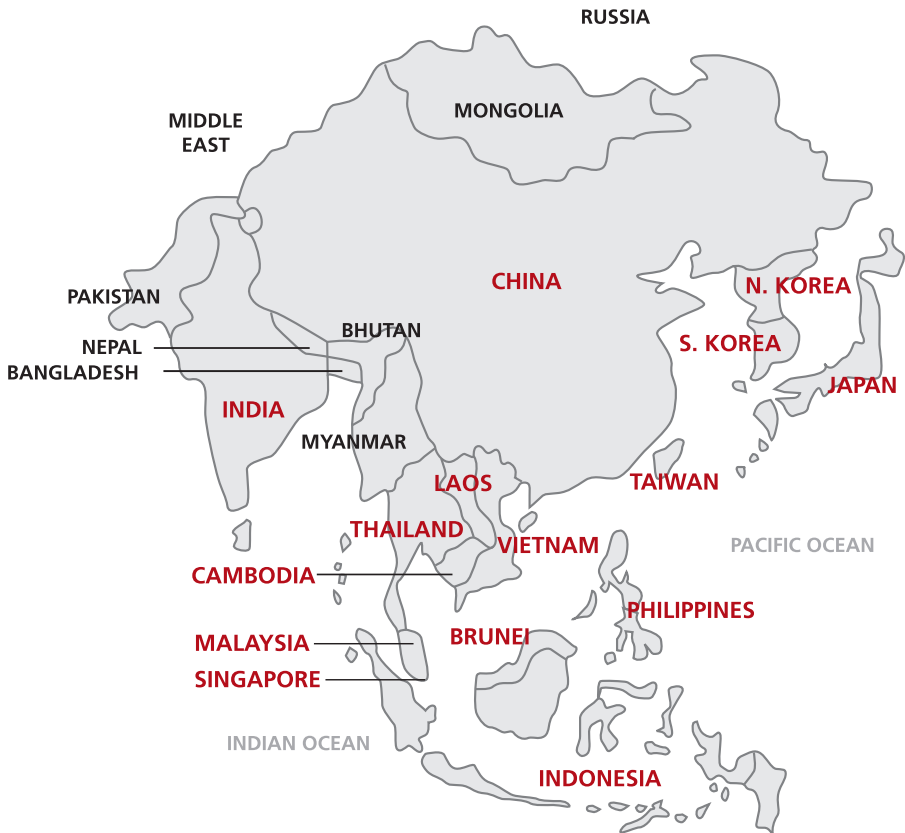 RUSSIA
MONGOLIA
MIDDLE
EAST
CHINA
N. KOREA
PAKISTAN
BHUTAN
S. KOREA
NEPAL
BANGLADESH
JAPAN
INDIA
MYANMAR
LAOS
TAIWAN
THAILAND
VIETNAM
PACIFIC OCEAN
CAMBODIA
PHILIPPINES
BRUNEI
MALAYSIA
SINGAPORE
INDIAN OCEAN
INDONESIA